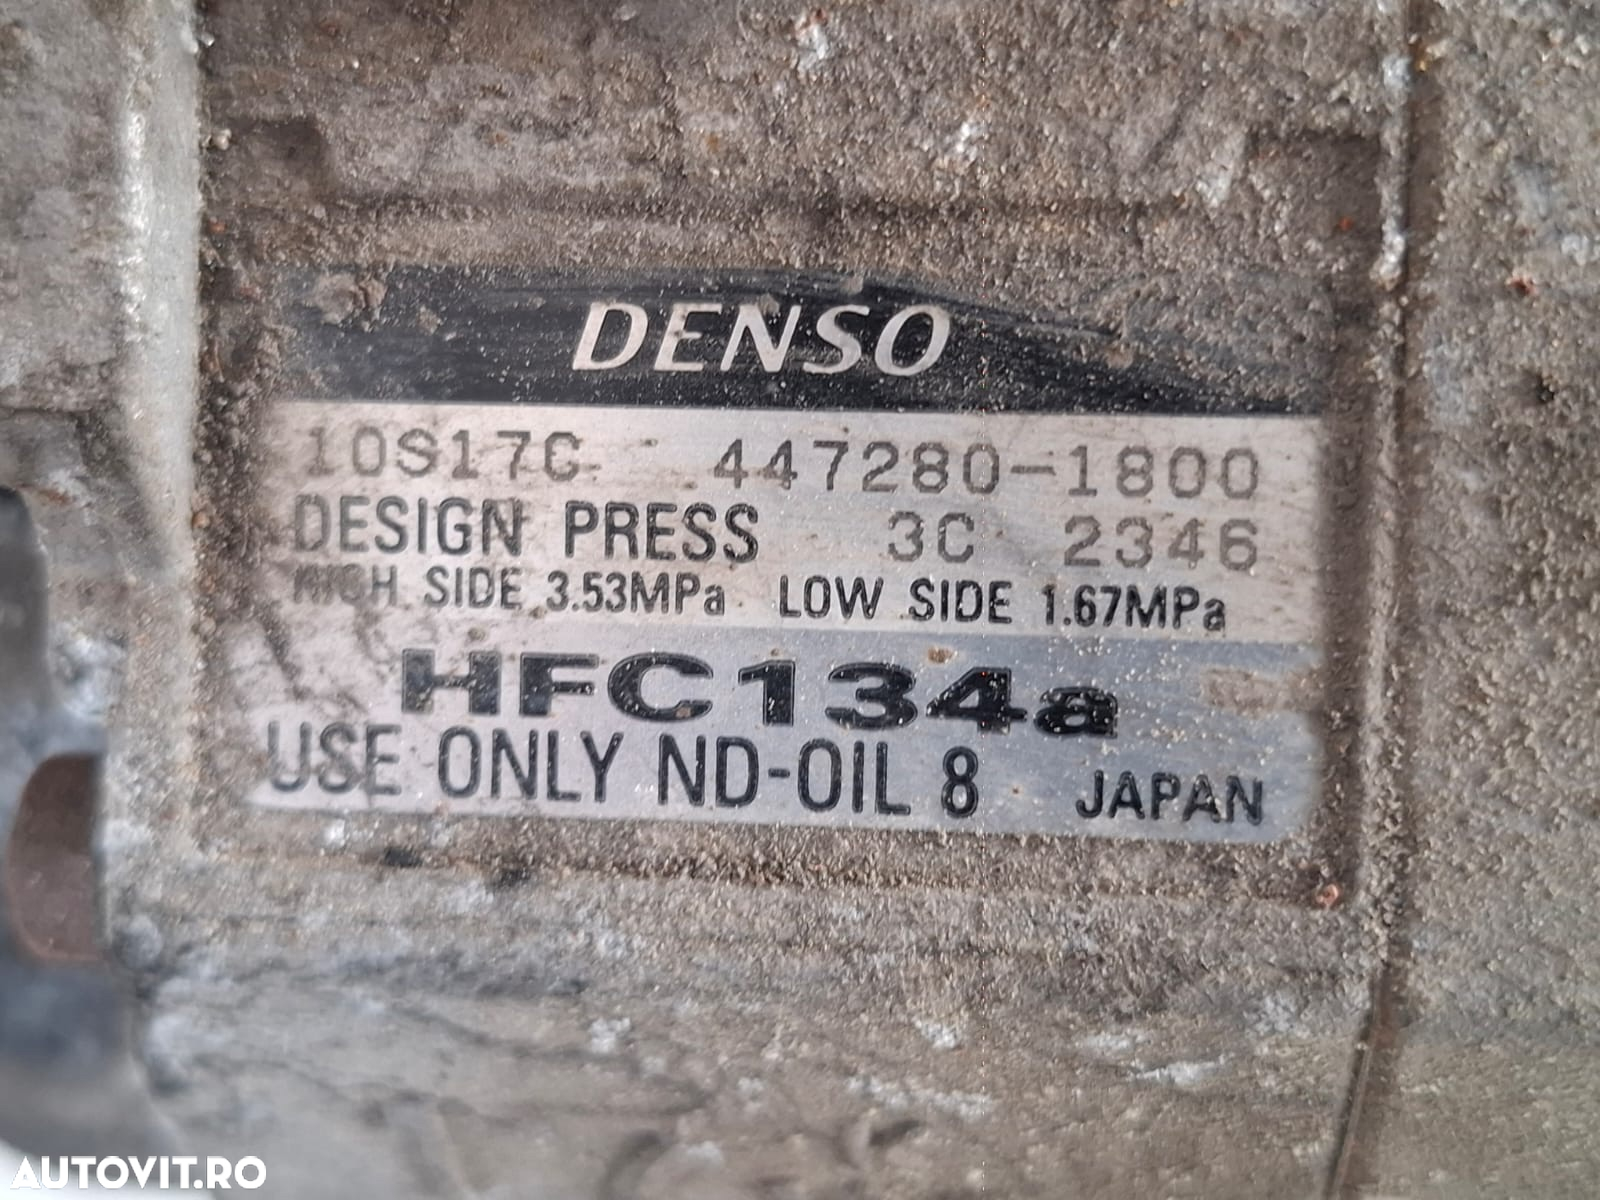 DENSO
10S17C 447280-1800
DESIGN PRESS 3C 2346
HIGH SIDE 3.53MPa LOW SIDE 1.67MPa
HFC134a
USE ONLY ND-OIL 8 JAPAN
AUTOVIT.RO